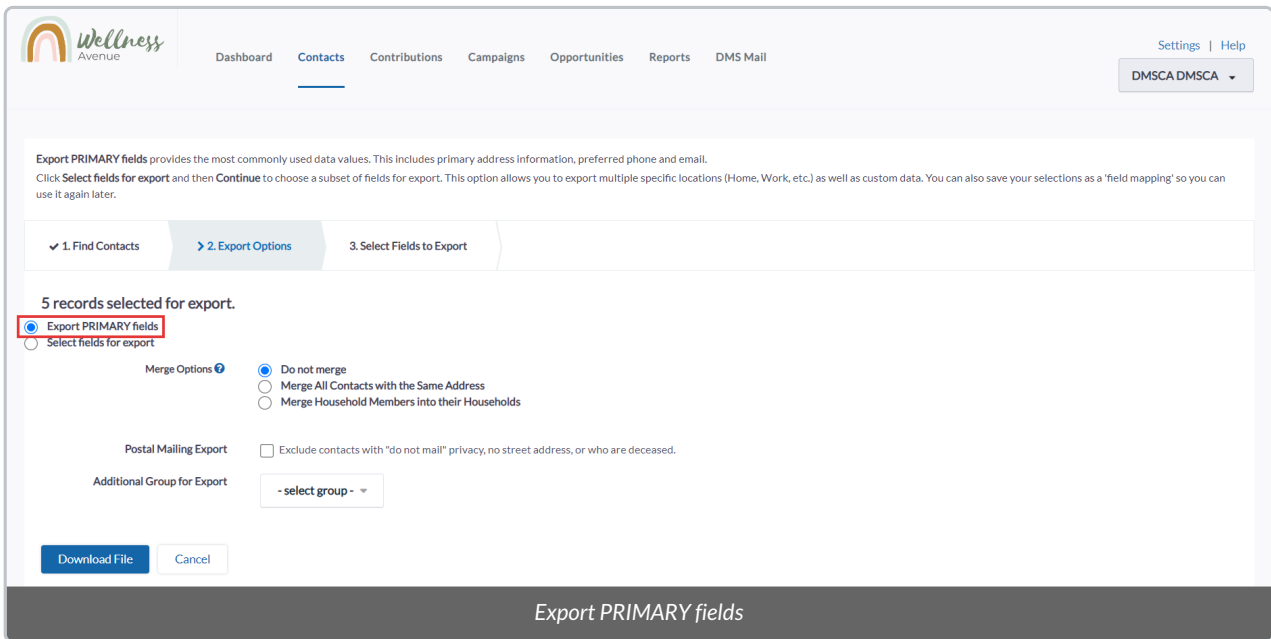 Wellness
Avenue
Settings | Help
Dashboard Contacts Contributions Campaigns Opportunities Reports DMS Mail
DMSCA DMSCA
Export PRIMARY fields provides the most commonly used data values. This includes primary address information, preferred phone and email.
Click Select fields for export and then Continue to choose a subset of fields for export. This option allows you to export multiple specific locations (Home, Work, etc.) as well as custom data. You can also save your selections as a 'field mapping' so you can
use it again later.
1. Find Contacts 2. Export Options 3. Select Fields to Export
5 records selected for export.
Export PRIMARY fields
Select fields for export
Merge Options Do not merge
Merge All Contacts with the Same Address
Merge Household Members into their Households
Postal Mailing Export Exclude contacts with "do not mail" privacy, no street address, or who are deceased.
Additional Group for Export - select group -
Download File Cancel
Export PRIMARY fields